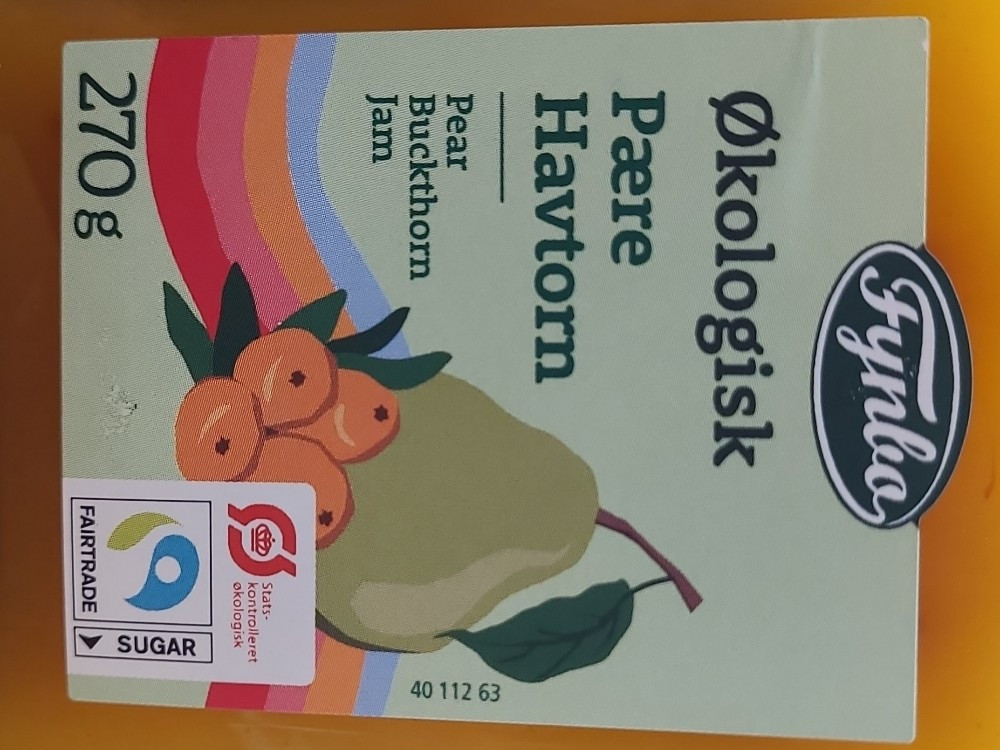 Fynbo
Økologisk
Pære
Havtorn
Pear
Buckthorn
Jam
270 g
Stats-
kontrolleret
økologisk
FAIRTRADE
SUGAR
40 112 63